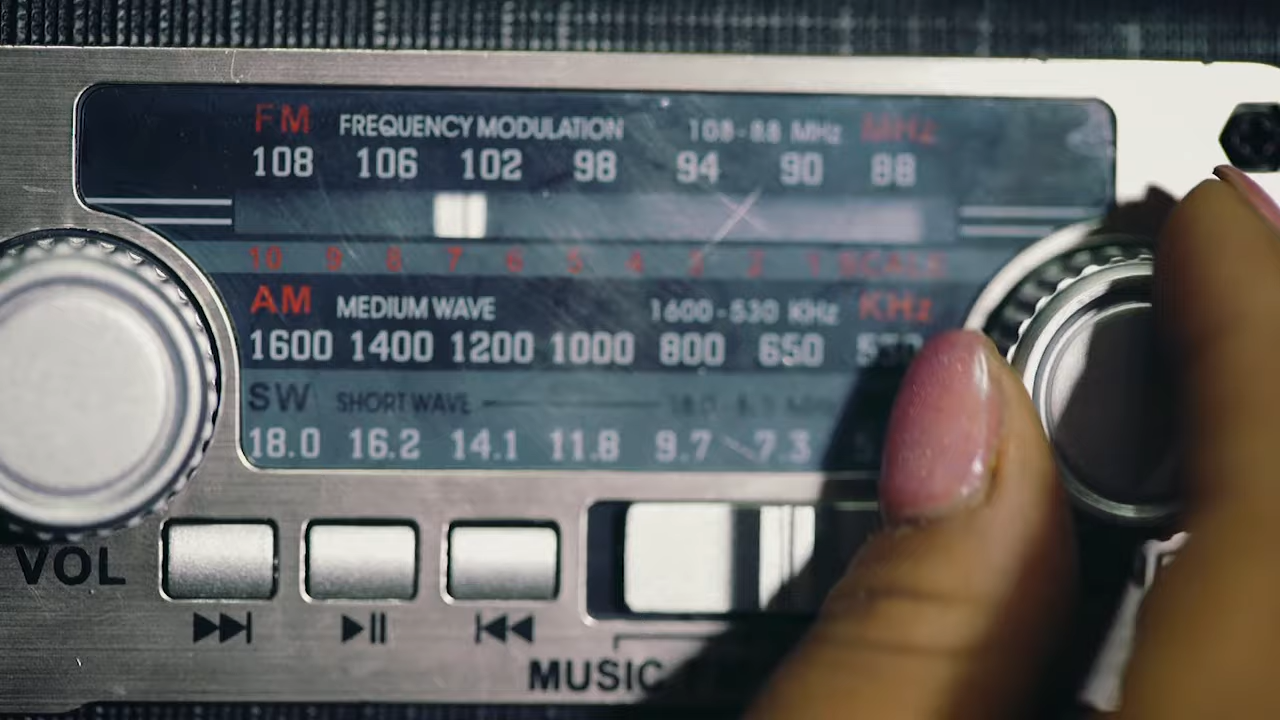 FM FREQUENCY MODULATION 108-88 MHz MHz
108 106 102 98 94 90 88
10 9 8 7 6 5 4 3 2 1 SCALE
AM MEDIUM WAVE 1600-530 KHz KHz
1600 1400 1200 1000 800 650
SW SHORT WAVE
18.0 16.2 14.1 11.8 9.7 7.3
VOL
MUSIC